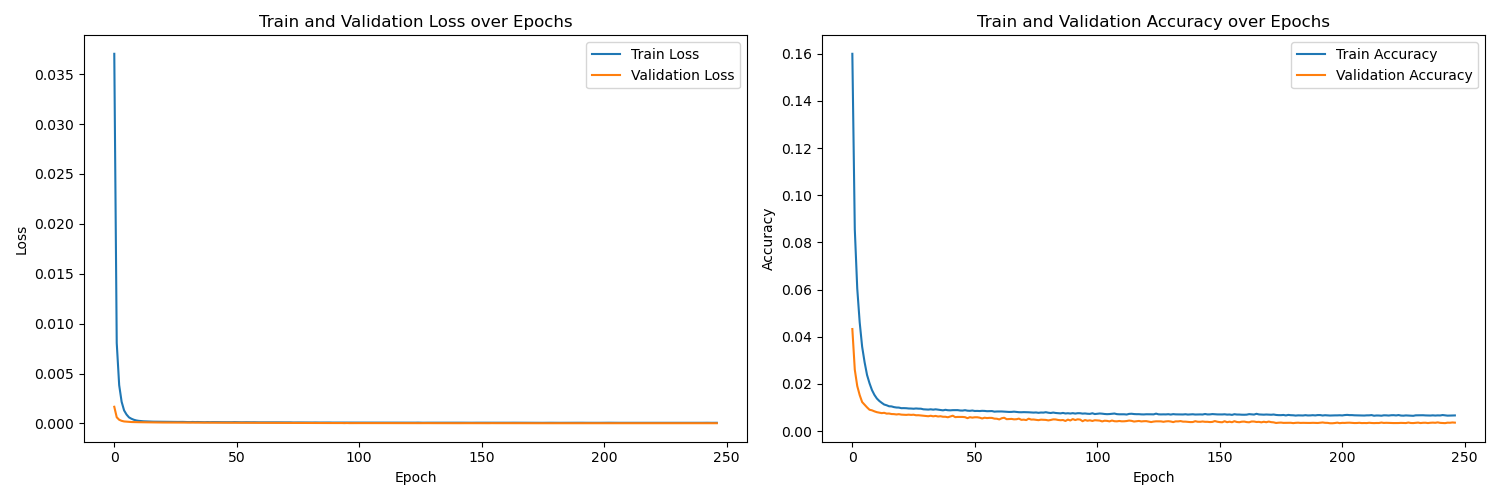 Train and Validation Loss over Epochs
Train Loss
Validation Loss
0.035
0.030
0.025
0.020
0.015
0.010
0.005
0.000
Loss
0 50 100 150 200 250
Epoch
Train and Validation Accuracy over Epochs
Train Accuracy
Validation Accuracy
0.16
0.14
0.12
0.10
0.08
0.06
0.04
0.02
0.00
Accuracy
0 50 100 150 200 250
Epoch